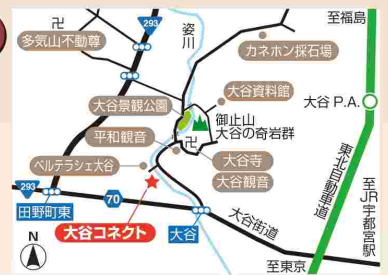 卍
多気山不動尊
293
姿川
カネホン採石場
至福島
大谷景観公園
大谷資料館
大谷P.A.
御止山
大谷の奇岩群
平和観音
卍
大谷寺
大谷観音
ベルテラシェ大谷
東北自動車道
至JR宇都宮駅
293
田野町東
70
大谷コネクト
大谷
大谷街道
至東京
N